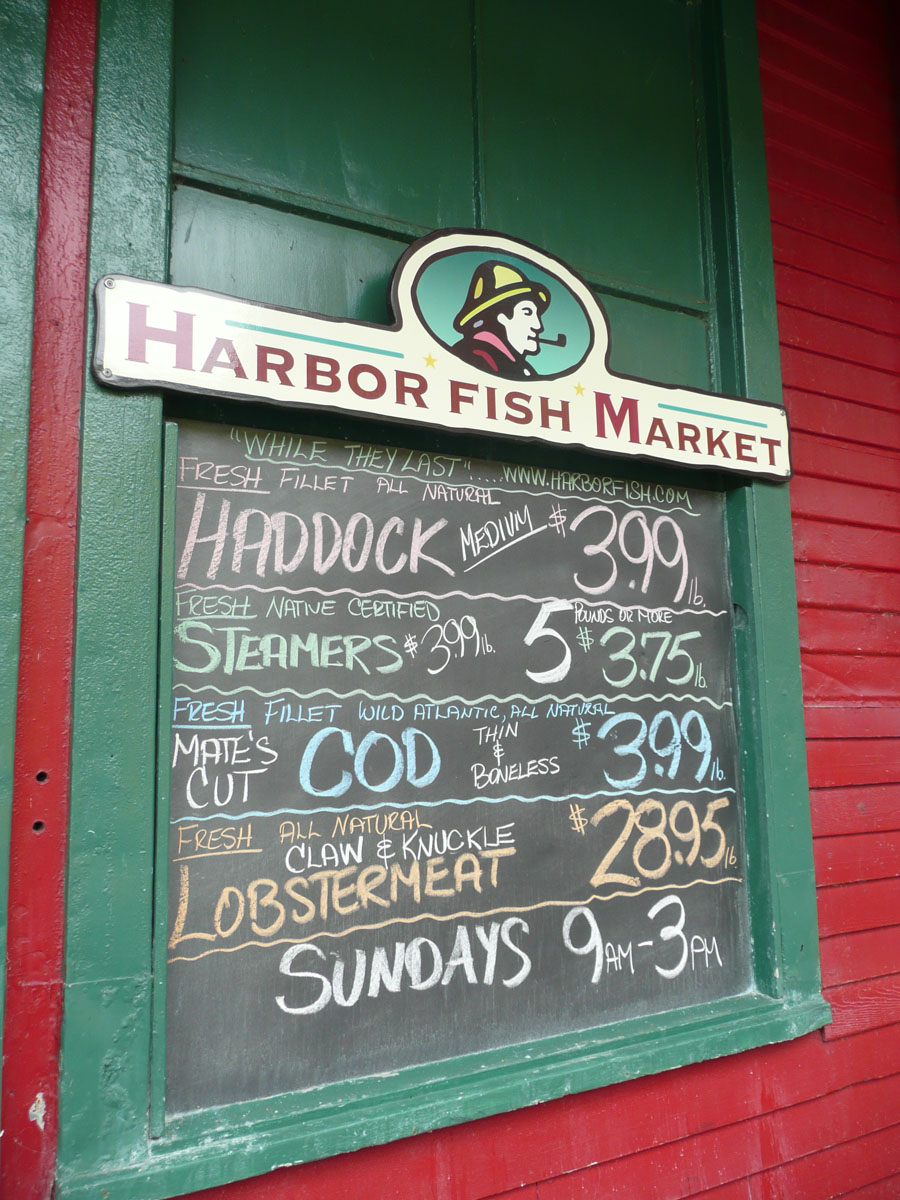 HARBOR FISH MARKET
"WHILE THEY LAST"..... WWW.HARBORFISH.COM
FRESH FILLET ALL NATURAL
HADDOCK MEDIUM $3.99 lb.
FRESH NATIVE CERTIFIED
STEAMERS $3.99 lb. 5 POUNDS OR MORE $3.75 lb.
FRESH FILLET WILD ATLANTIC, ALL NATURAL
MATE'S CUT COD THIN & BONELESS $3.99 lb.
FRESH ALL NATURAL
CLAW & KNUCKLE
LOBSTERMEAT $28.95 lb
SUNDAYS 9AM-3PM